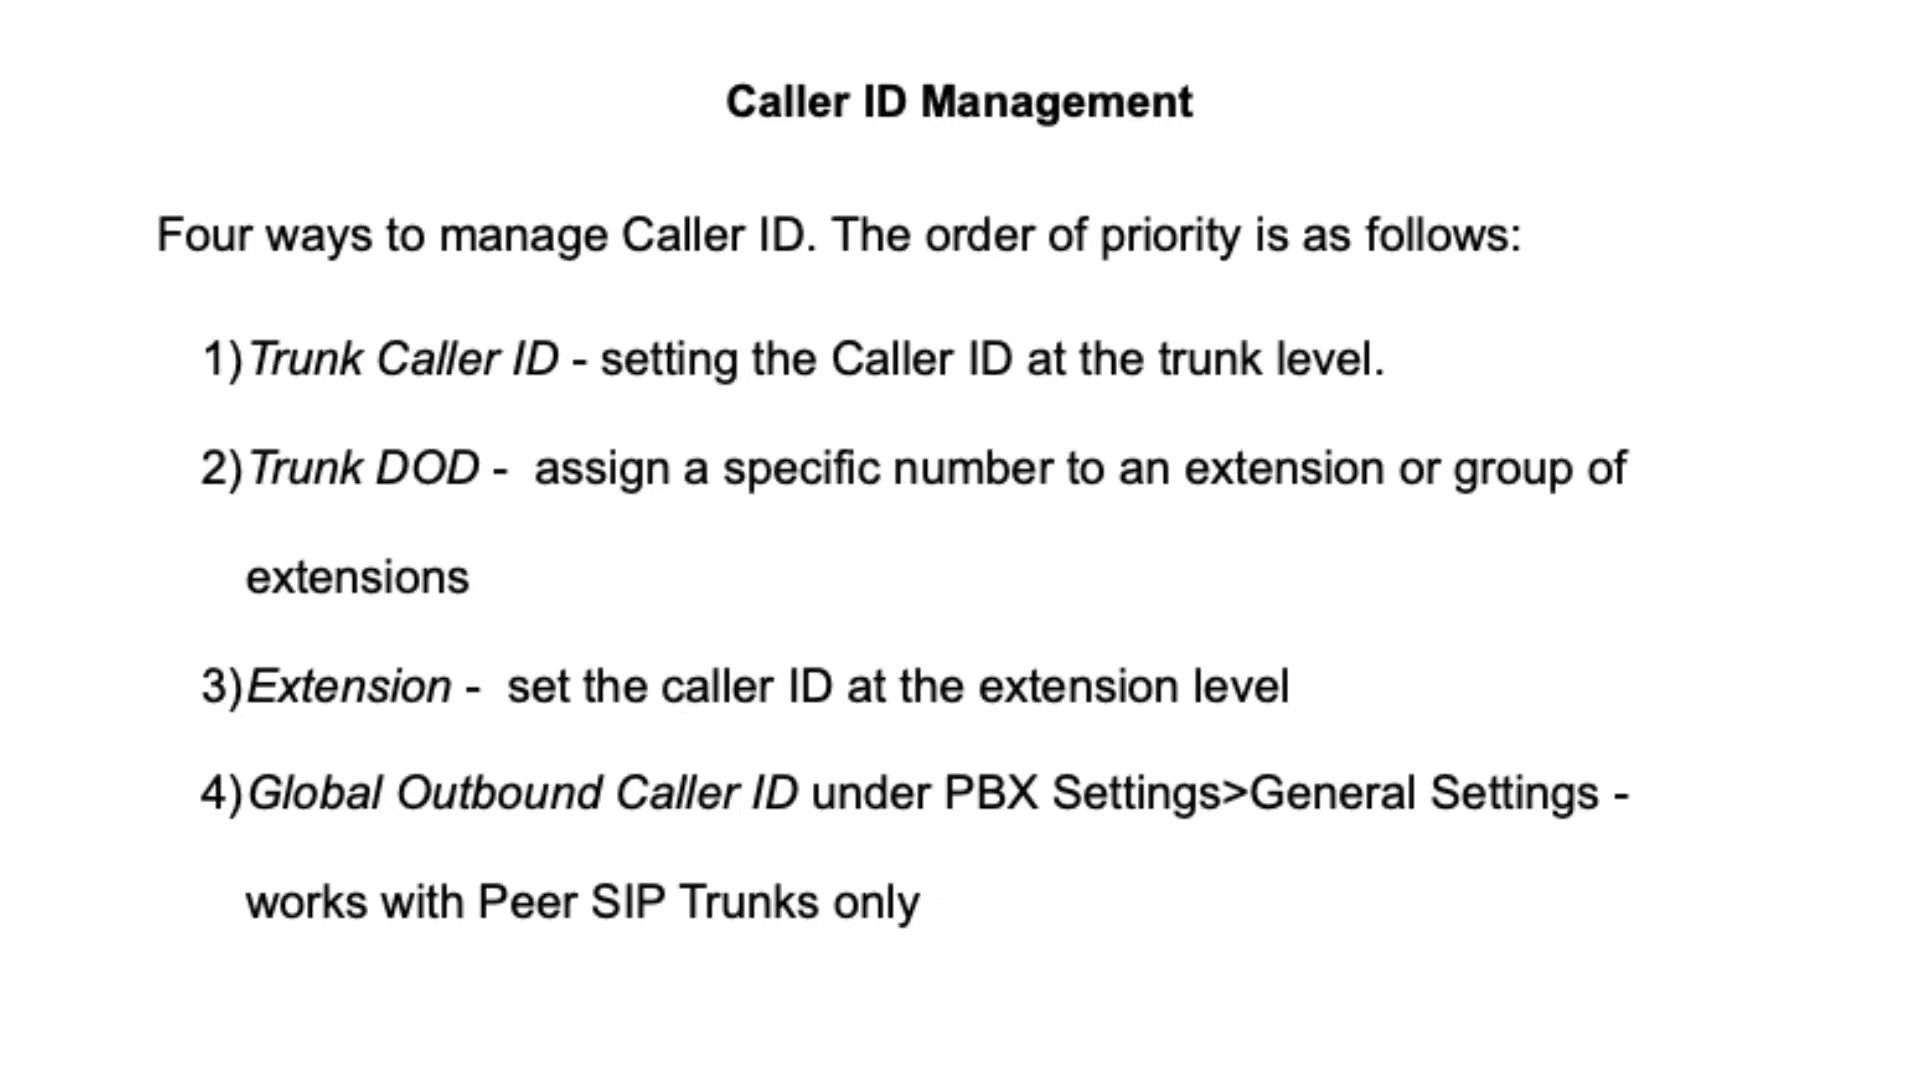 Caller ID Management
Four ways to manage Caller ID. The order of priority is as follows:
1) Trunk Caller ID - setting the Caller ID at the trunk level.
2) Trunk DOD - assign a specific number to an extension or group of
extensions
3) Extension - set the caller ID at the extension level
4) Global Outbound Caller ID under PBX Settings>General Settings -
works with Peer SIP Trunks only